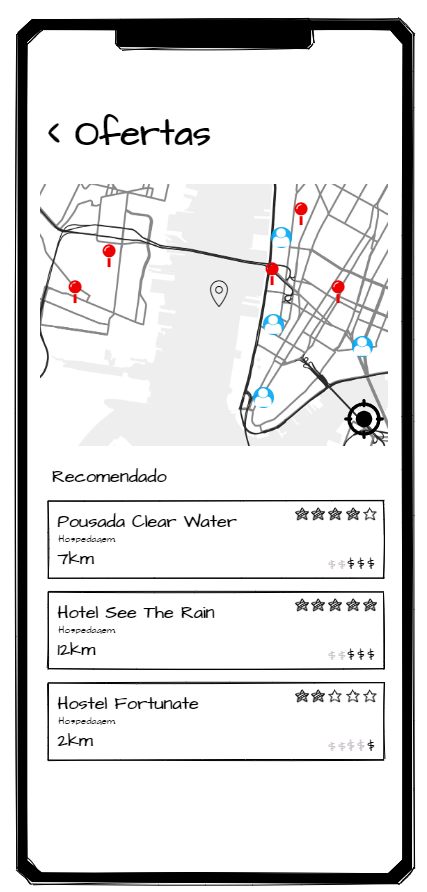 < Ofertas
Recomendado
Pousada Clear Water
Hospedagem
7km
$$$$$
Hotel See The Rain
Hospedagem
12km
$$$$$
Hostel Fortunate
Hospedagem
2km
$$$$$